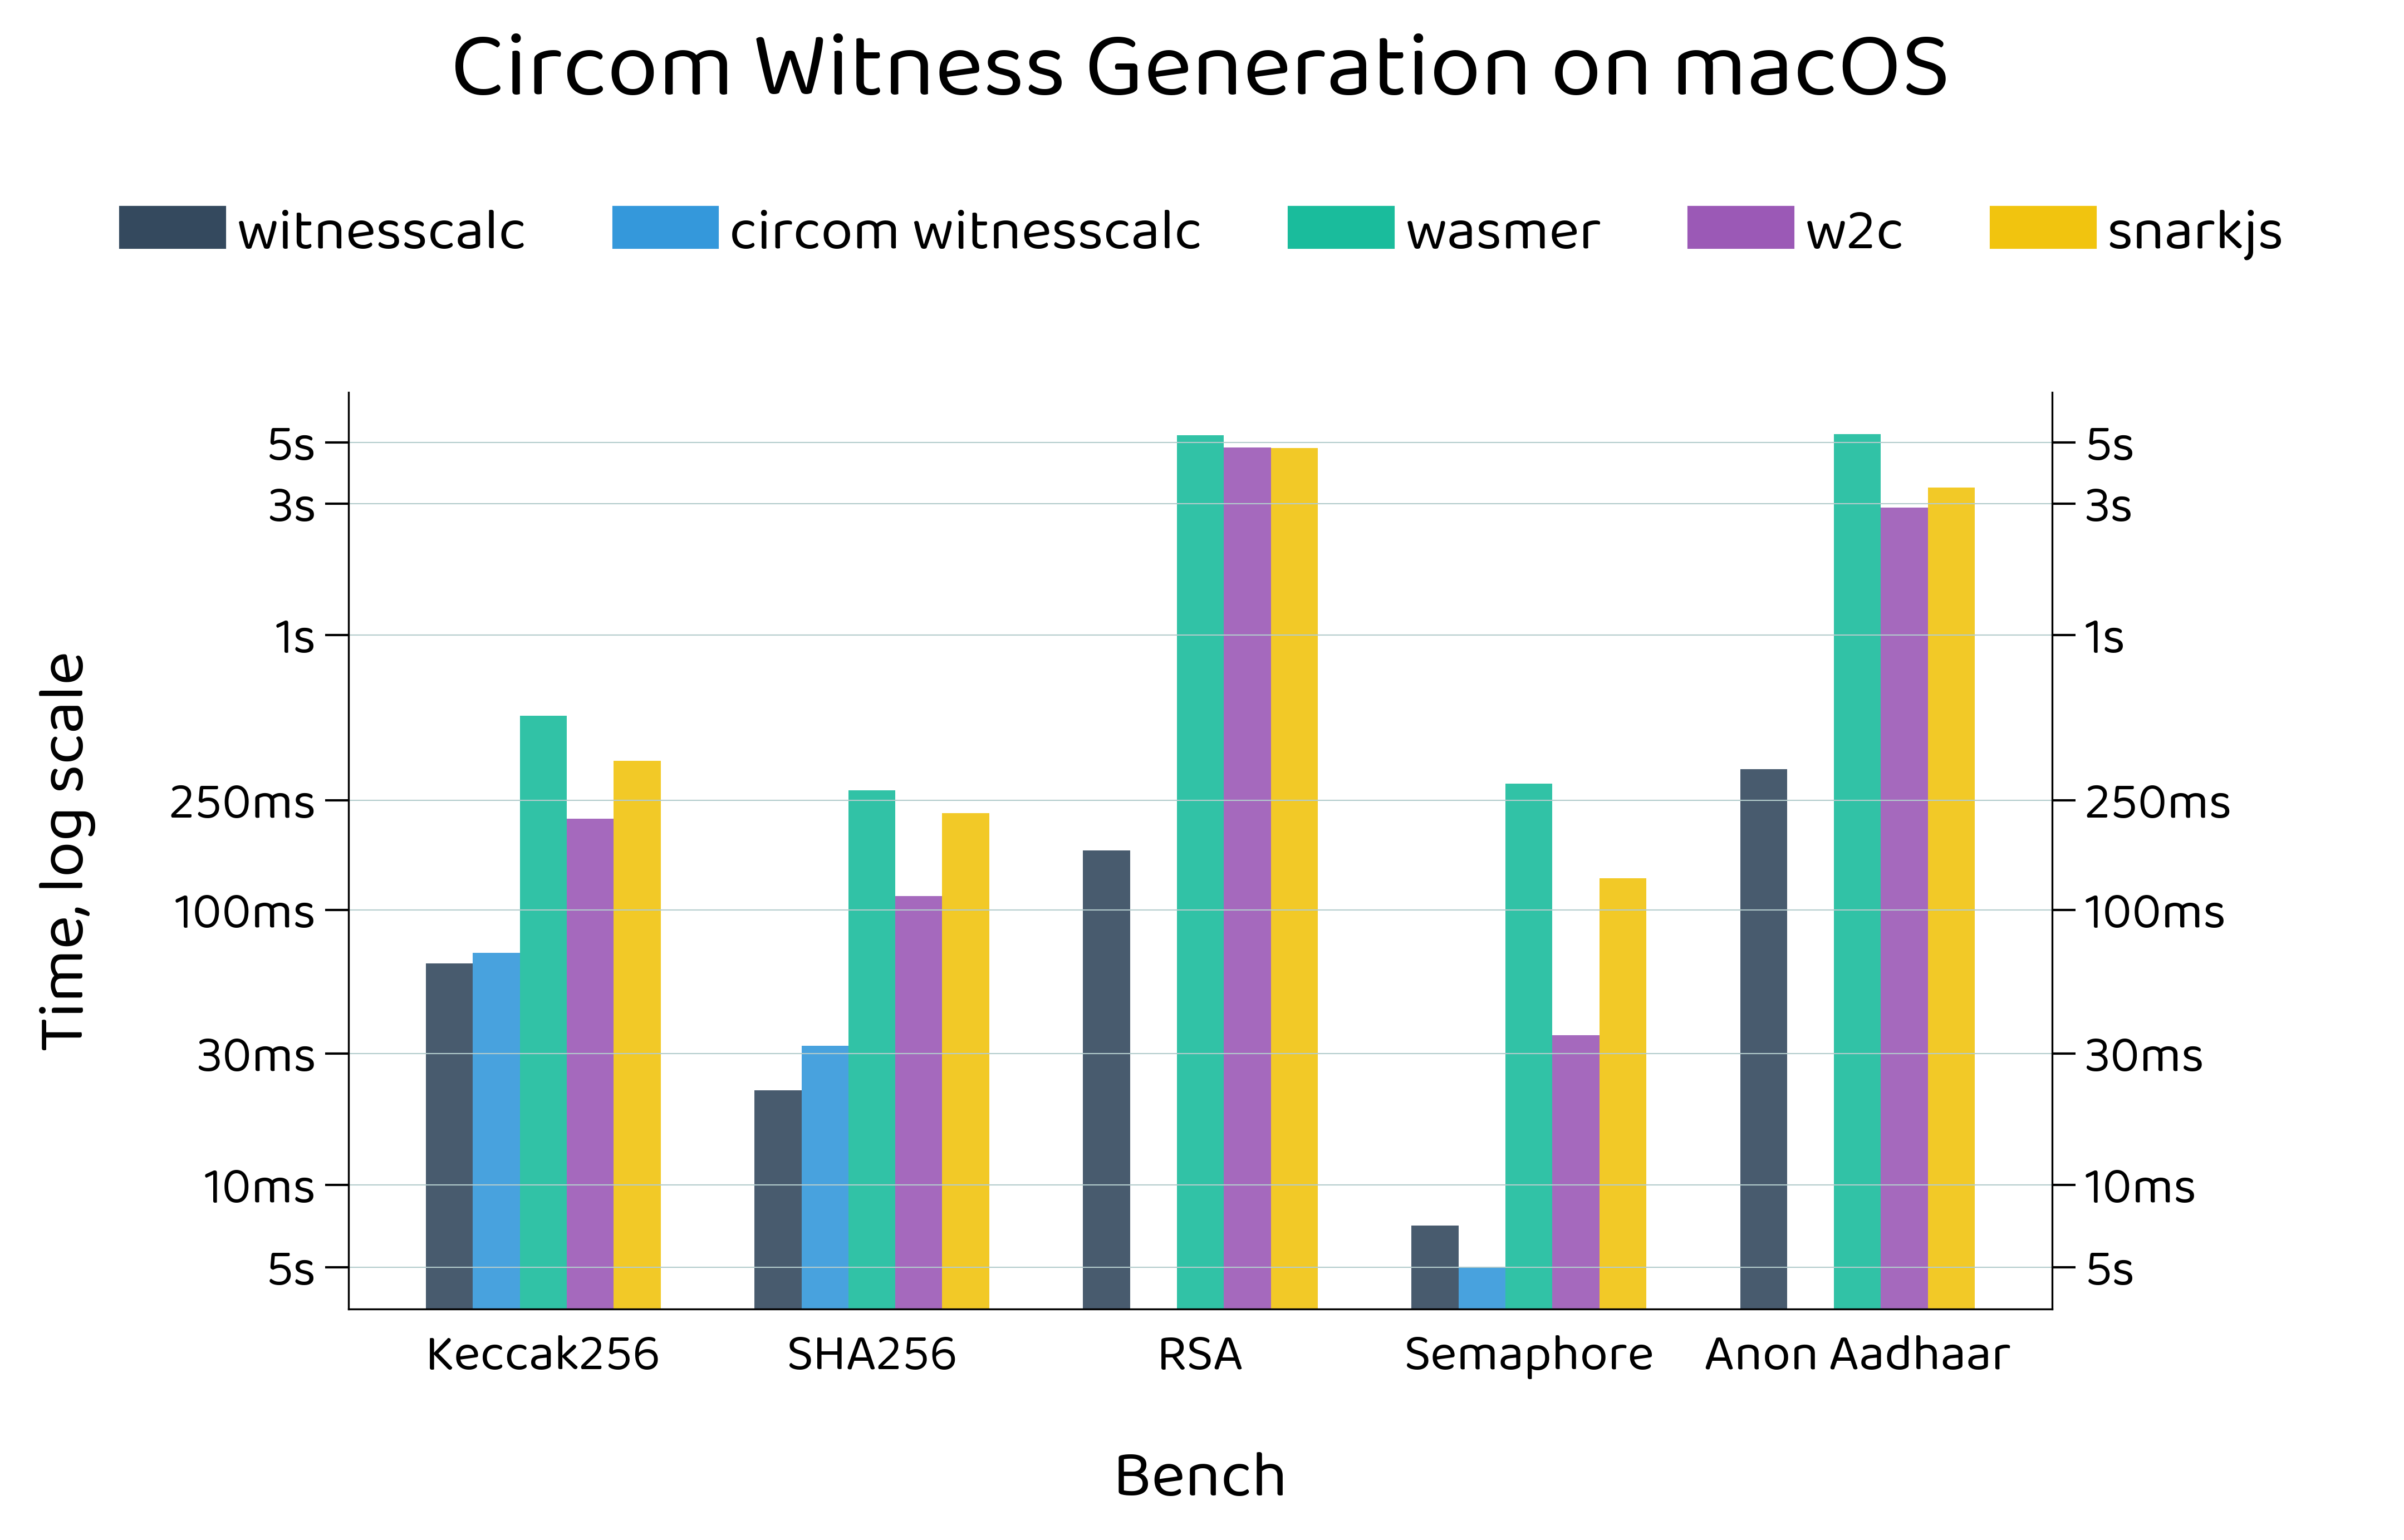 Circom Witness Generation on macOS
witnesscalc circom witnesscalc wasmer w2c snarkjs
Time, log scale
5s 5s
3s 3s
1s 1s
250ms 250ms
100ms 100ms
30ms 30ms
10ms 10ms
5s 5s
Keccak256 SHA256 RSA Semaphore Anon Aadhaar
Bench